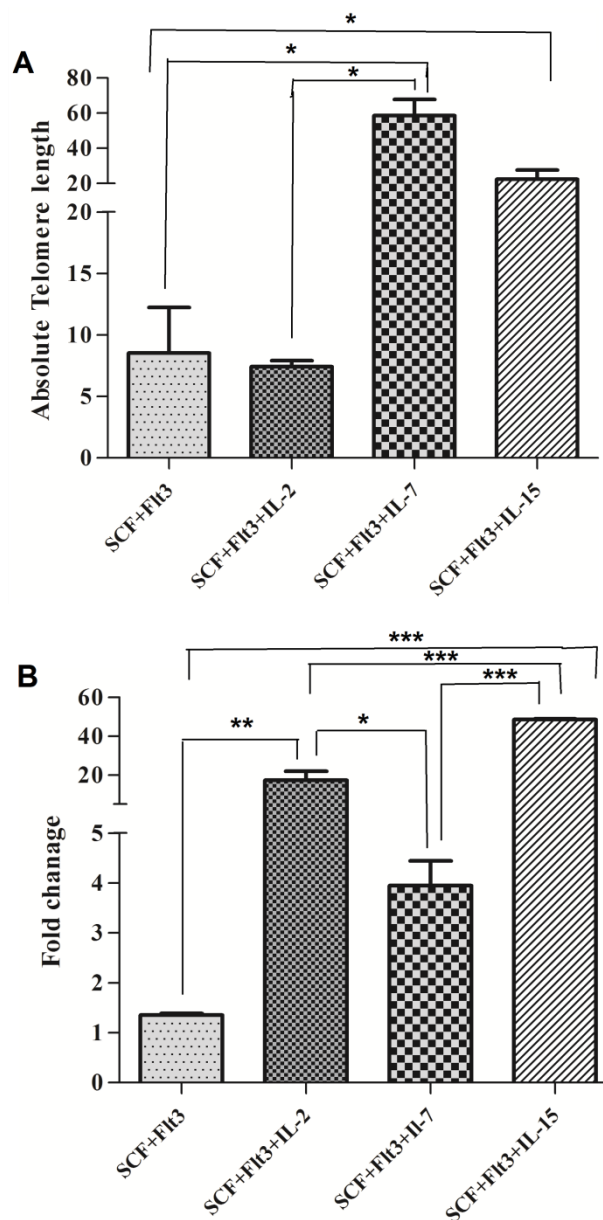 *
A
*
*
Absolute Telomere length
80
60
40
20
20
15
10
5
0
SCF+Flt3
SCF+Flt3+IL-2
SCF+Flt3+IL-7
SCF+Flt3+IL-15
B
***
***
***
**
*
Fold chanage
60
40
20
5
4
3
2
1
0
SCF+Flt3
SCF+Flt3+IL-2
SCF+Flt3+Il-7
SCF+Flt3+IL-15